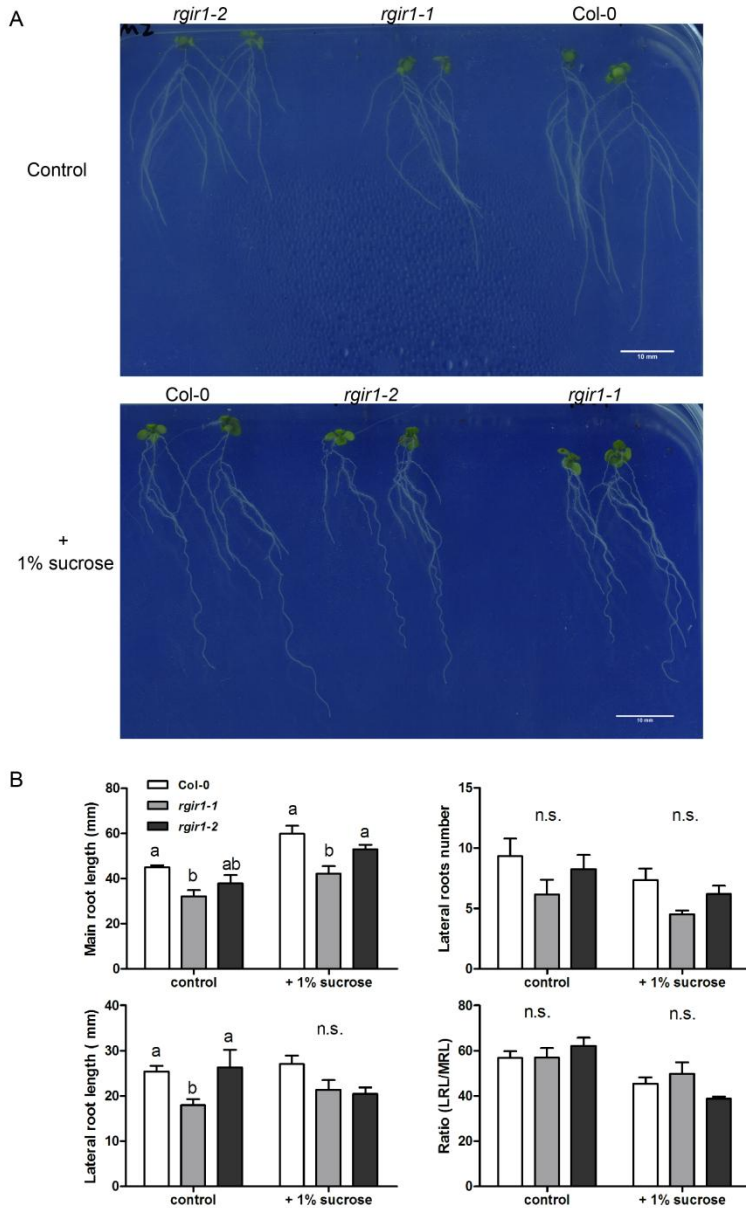 A
rgir1-2 rgir1-1 Col-0
Control
10 mm
Col-0 rgir1-2 rgir1-1
+
1% sucrose
10 mm
B
Main root length (mm)
80
60
40
20
0
Col-0
rgir1-1
rgir1-2
a b ab
a b a
control + 1% sucrose
Lateral roots number
15
10
5
0
n.s. n.s.
control + 1% sucrose
Lateral root length ( mm)
40
30
20
10
0
a b a
n.s.
control + 1% sucrose
Ratio (LRL/MRL)
80
60
40
20
0
n.s. n.s.
control + 1% sucrose